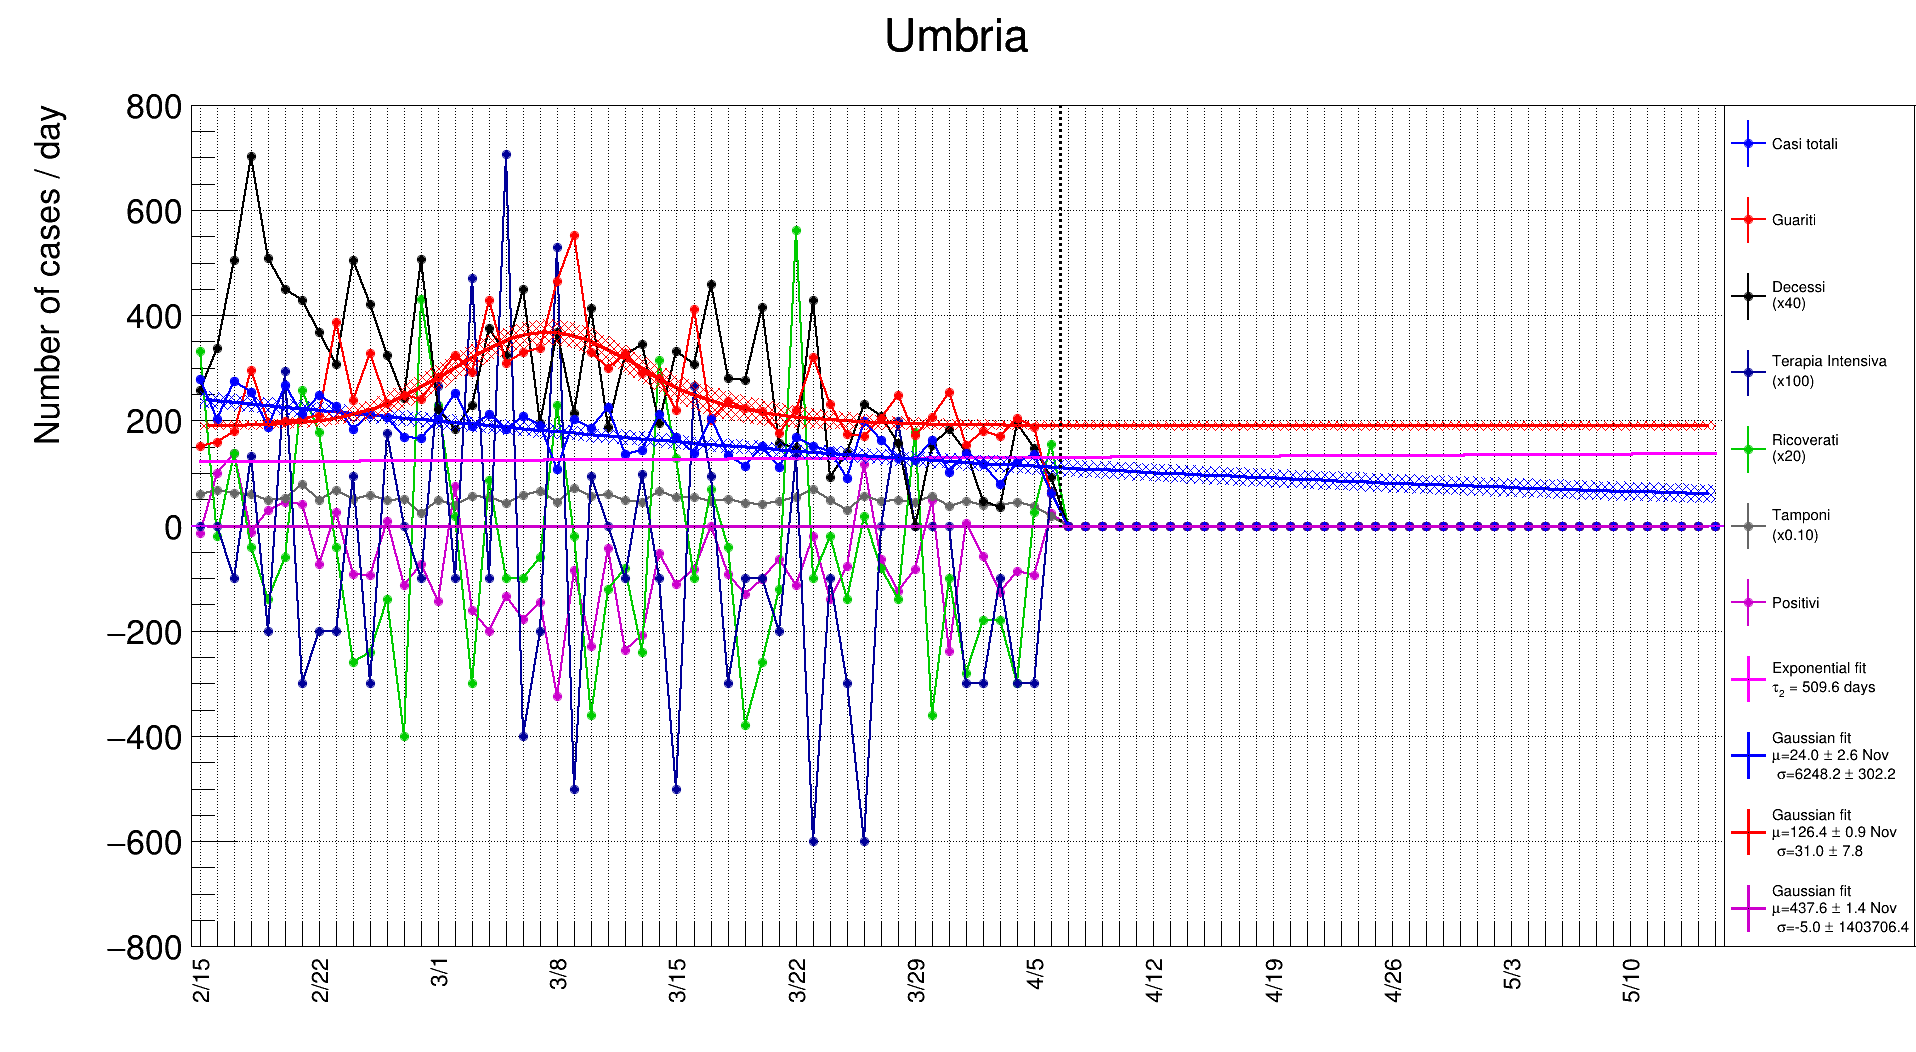 Umbria
Number of cases / day
800
600
400
200
0
−200
−400
−600
−800
2/15
2/22
3/1
3/8
3/15
3/22
3/29
4/5
4/12
4/19
4/26
5/3
5/10
Casi totali
Guariti
Decessi
(x40)
Terapia Intensiva
(x100)
Ricoverati
(x20)
Tamponi
(x0.10)
Positivi
Exponential fit
τ2 = 509.6 days
Gaussian fit
μ=24.0 ± 2.6 Nov
σ=6248.2 ± 302.2
Gaussian fit
μ=126.4 ± 0.9 Nov
σ=31.0 ± 7.8
Gaussian fit
μ=437.6 ± 1.4 Nov
σ=-5.0 ± 1403706.4